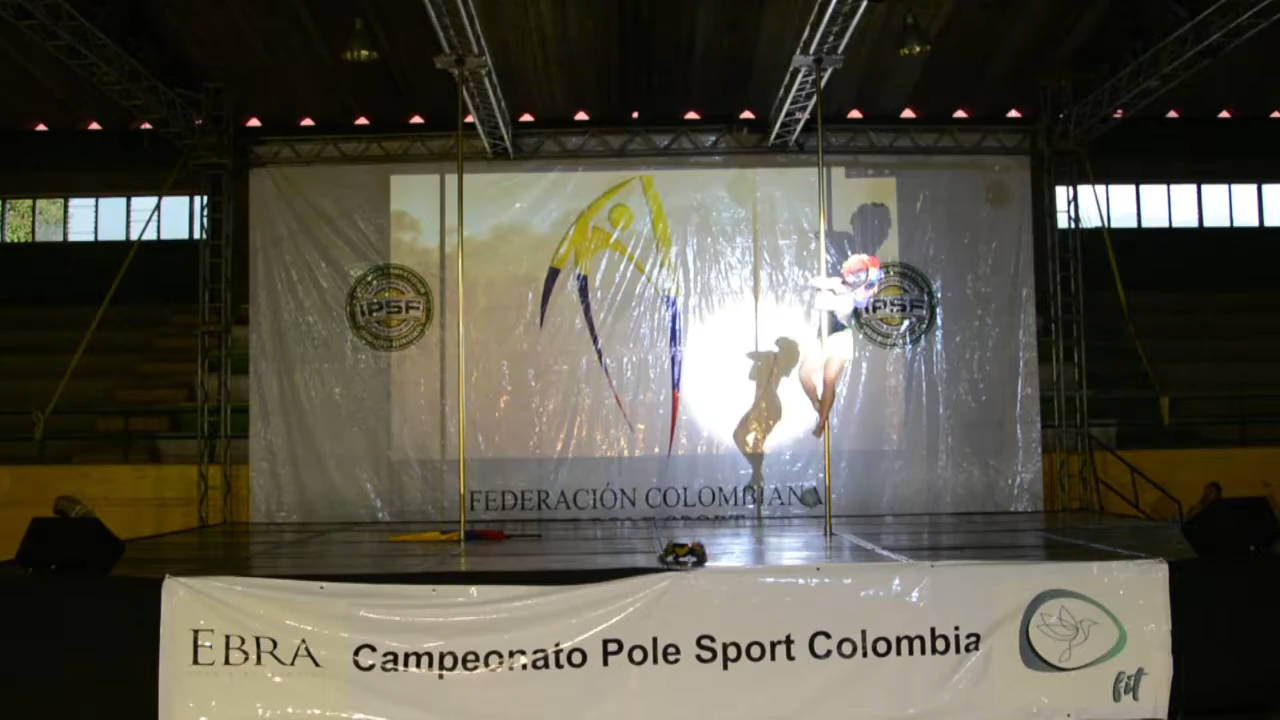 IPSF
IPSF
FEDERACIÓN COLOMBIANA
EBRA
Campeonato Pole Sport Colombia
fit